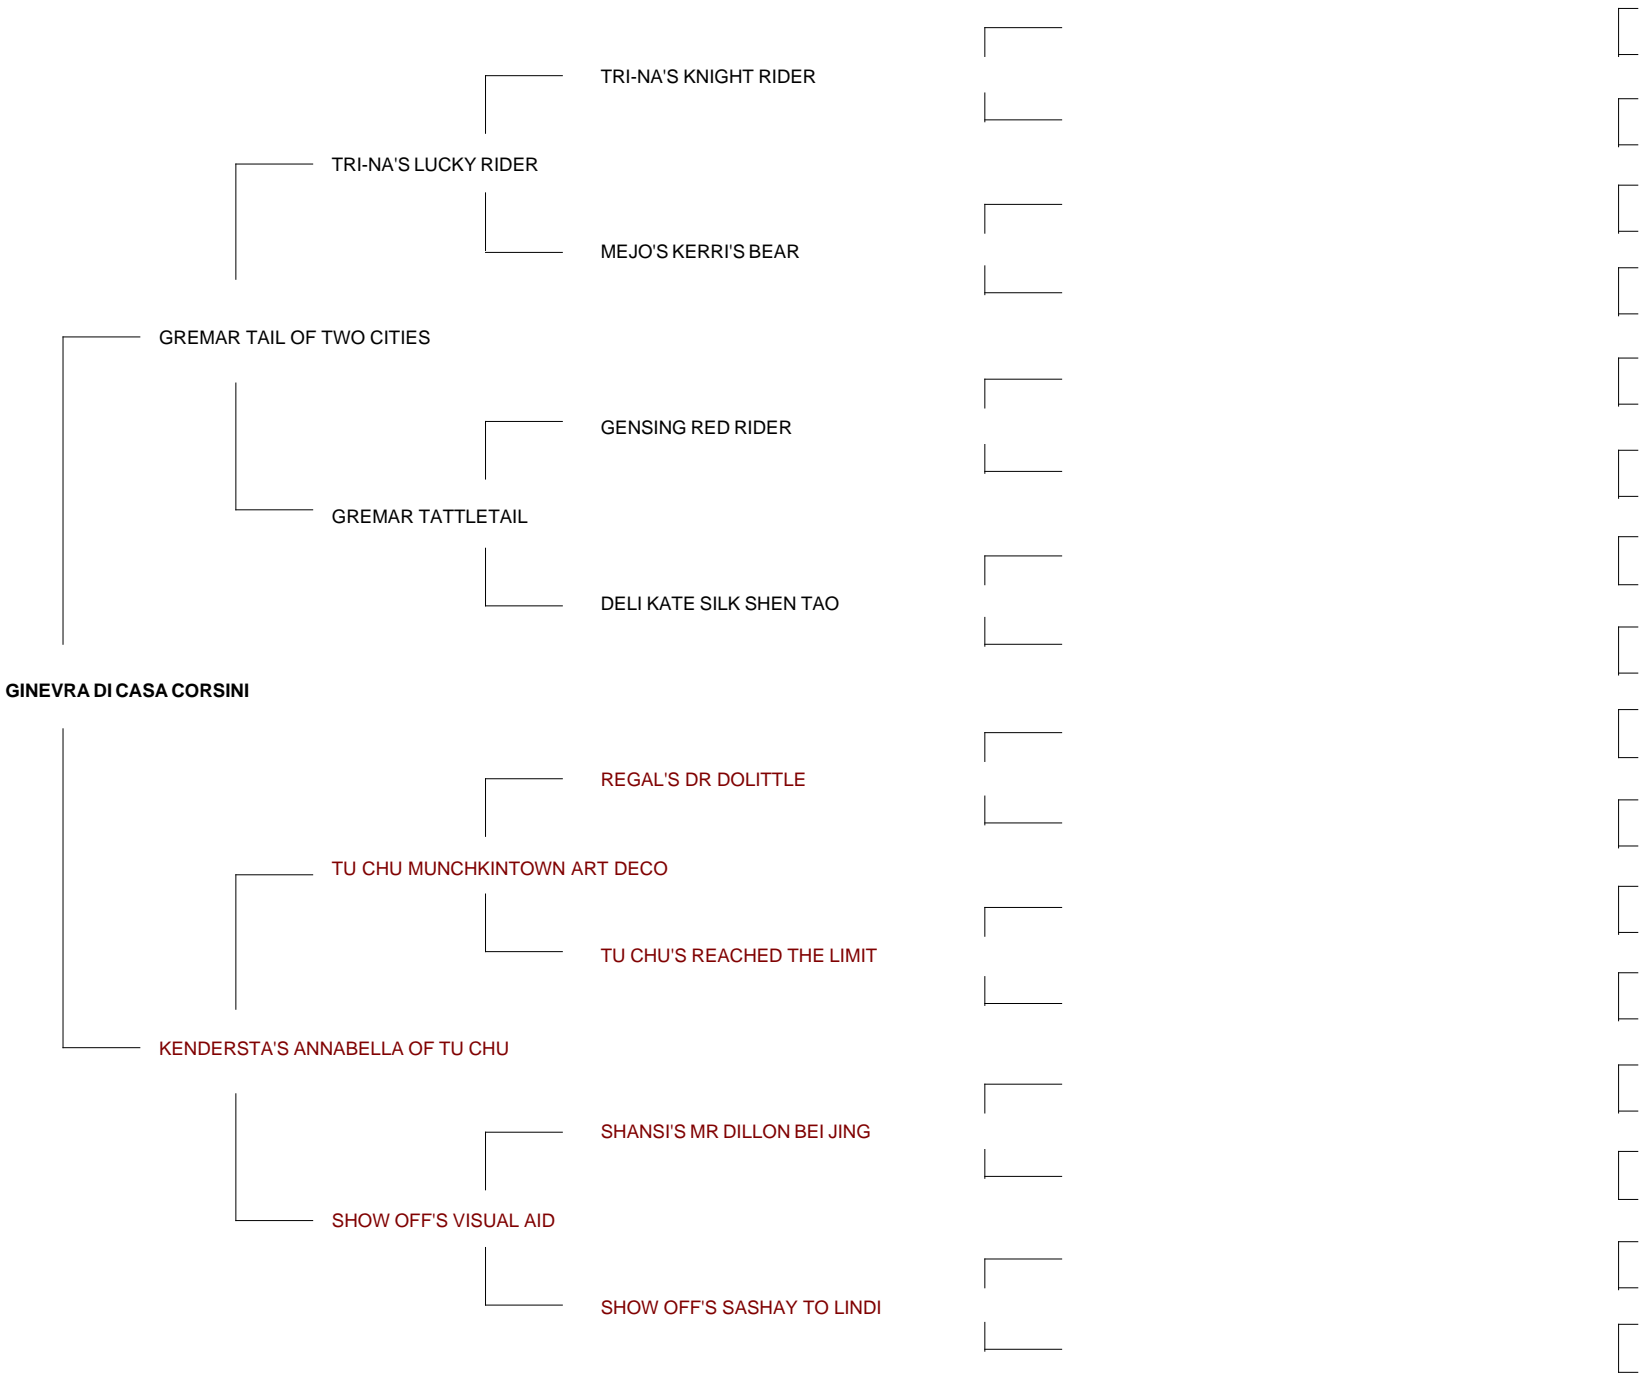 TRI-NA'S KNIGHT RIDER
TRI-NA'S LUCKY RIDER
MEJO'S KERRI'S BEAR
GREMAR TAIL OF TWO CITIES
GENSING RED RIDER
GREMAR TATTLETAIL
DELI KATE SILK SHEN TAO
GINEVRA DI CASA CORSINI
REGAL'S DR DOLITTLE
TU CHU MUNCHKINTOWN ART DECO
TU CHU'S REACHED THE LIMIT
KENDERSTA'S ANNABELLA OF TU CHU
SHANSI'S MR DILLON BEI JING
SHOW OFF'S VISUAL AID
SHOW OFF'S SASHAY TO LINDI